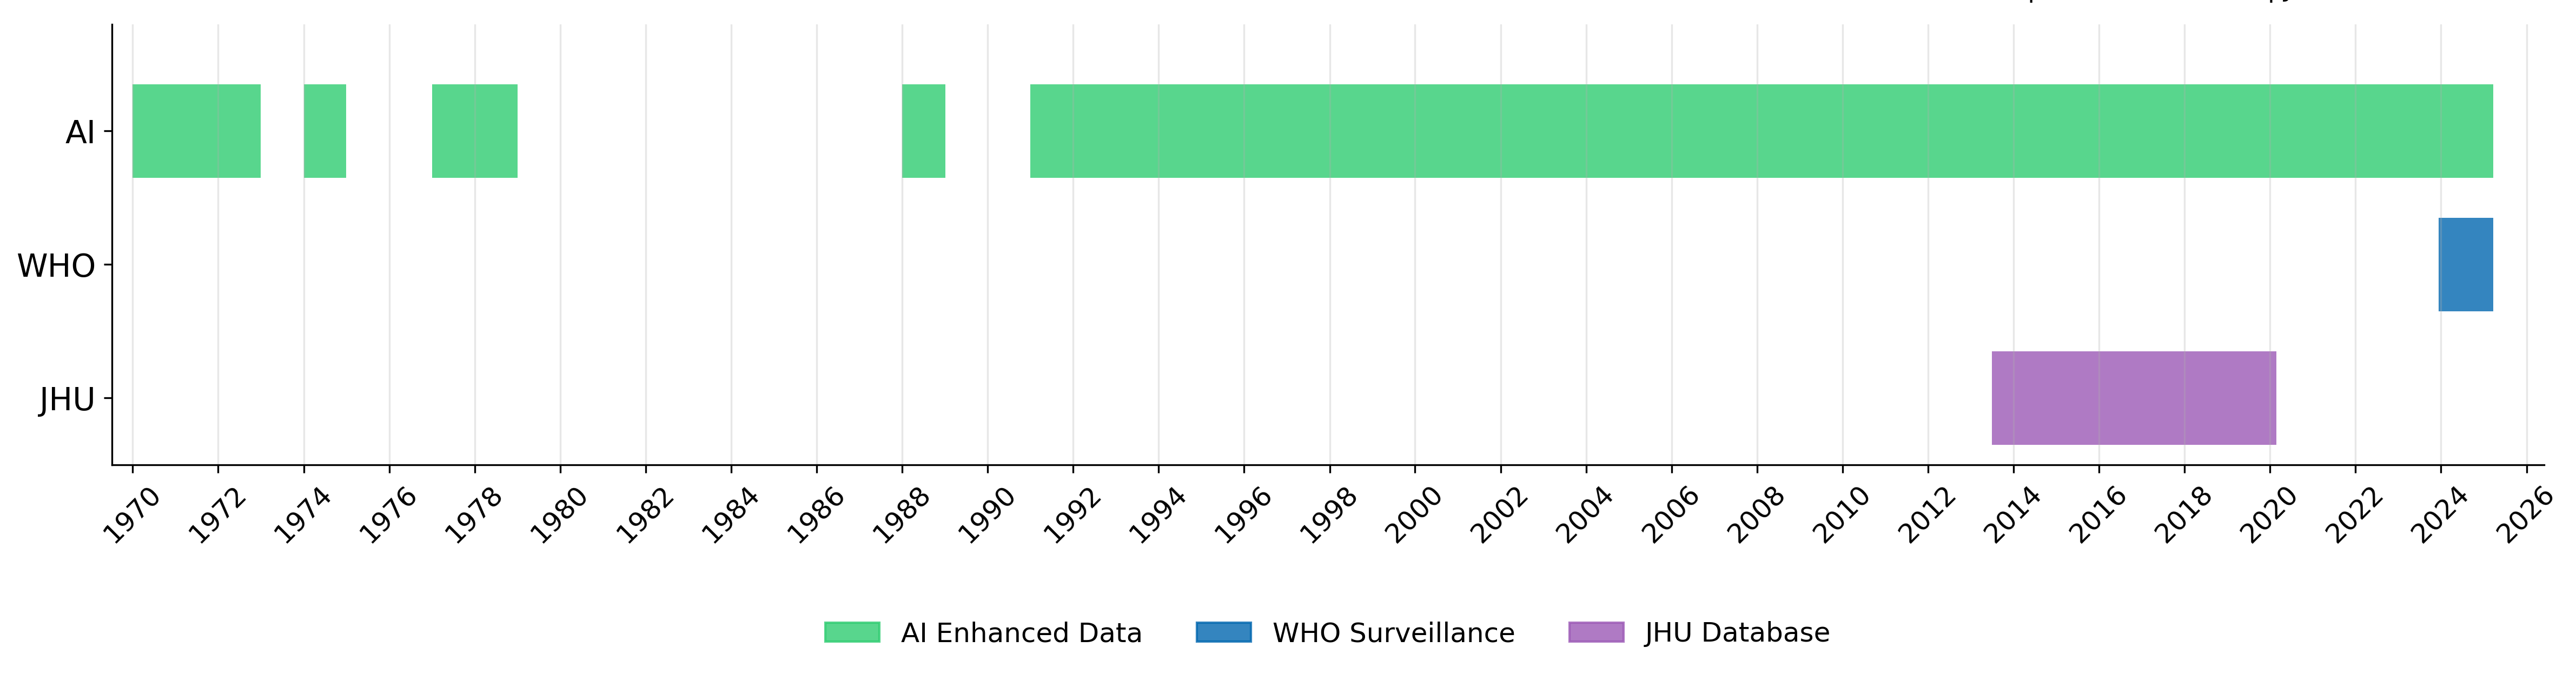 AI
WHO
JHU
1970 1972 1974 1976 1978 1980 1982 1984 1986 1988 1990 1992 1994 1996 1998 2000 2002 2004 2006 2008 2010 2012 2014 2016 2018 2020 2022 2024 2026
AI Enhanced Data WHO Surveillance JHU Database